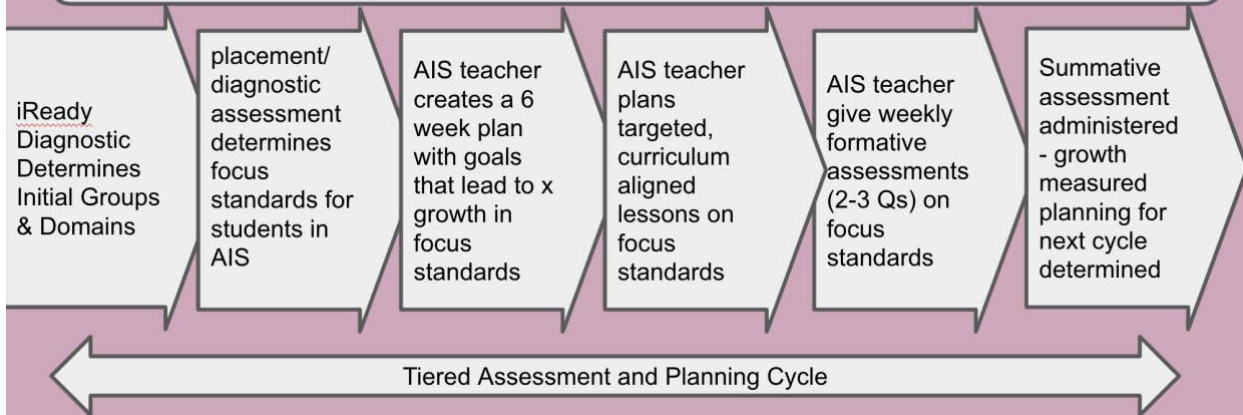 iReady
Diagnostic
Determines
Initial Groups
& Domains
placement/
diagnostic
assessment
determines
focus
standards for
students in
AIS
AIS teacher
creates a 6
week plan
with goals
that lead to x
growth in
focus
standards
AIS teacher
plans
targeted,
curriculum
aligned
lessons on
focus
standards
AIS teacher
give weekly
formative
assessments
(2-3 Qs) on
focus
standards
Summative
assessment
administered
- growth
measured
planning for
next cycle
determined
Tiered Assessment and Planning Cycle